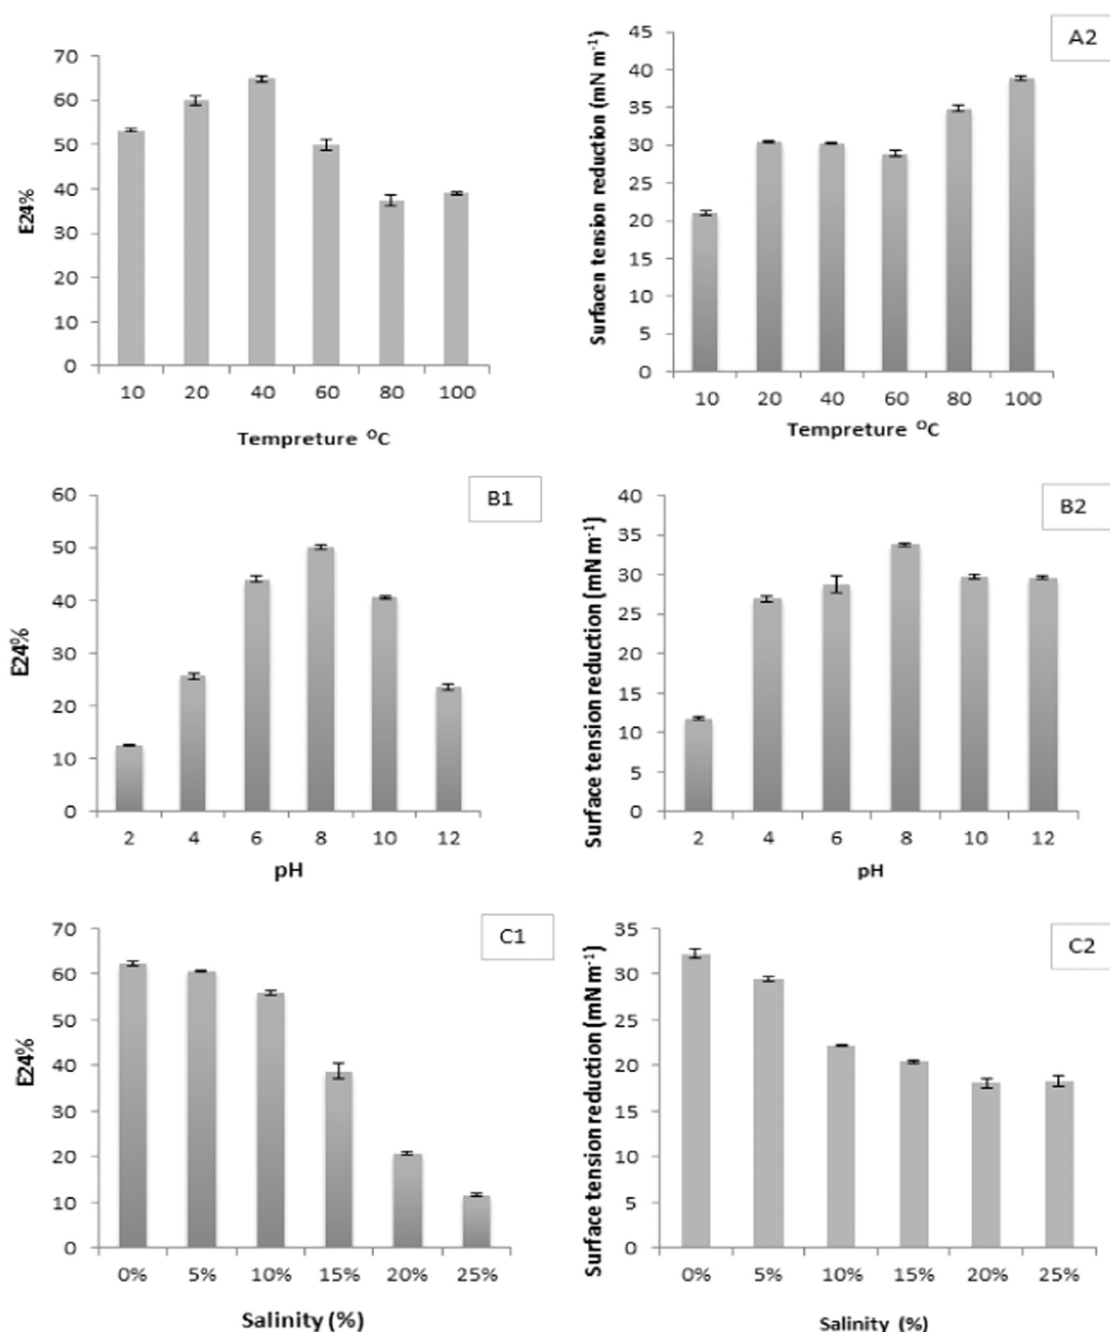 70
60
50
40
30
20
10
0
E24%
10 20 40 60 80 100
Tempreture ᴼC
A2
45
40
35
30
25
20
15
10
5
0
Surfacen tension reduction (mN m⁻¹)
10 20 40 60 80 100
Tempreture ᴼC
B1
60
50
40
30
20
10
0
E24%
2 4 6 8 10 12
pH
B2
40
35
30
25
20
15
10
5
0
Surface tension reduction (mN m⁻¹)
2 4 6 8 10 12
pH
C1
70
60
50
40
30
20
10
0
E24%
0% 5% 10% 15% 20% 25%
Salinity (%)
C2
35
30
25
20
15
10
5
0
Surface tension reduction (mN m⁻¹)
0% 5% 10% 15% 20% 25%
Salinity (%)